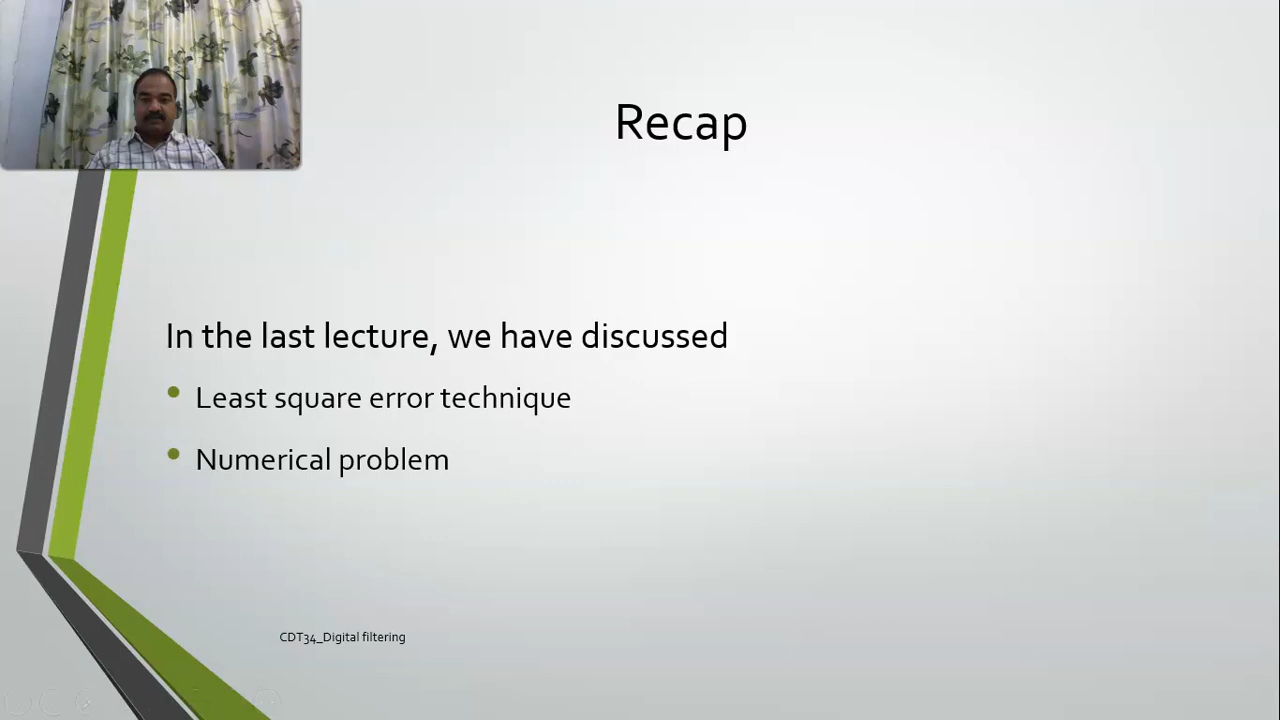 Recap
In the last lecture, we have discussed
• Least square error technique
• Numerical problem
CDT34_Digital filtering